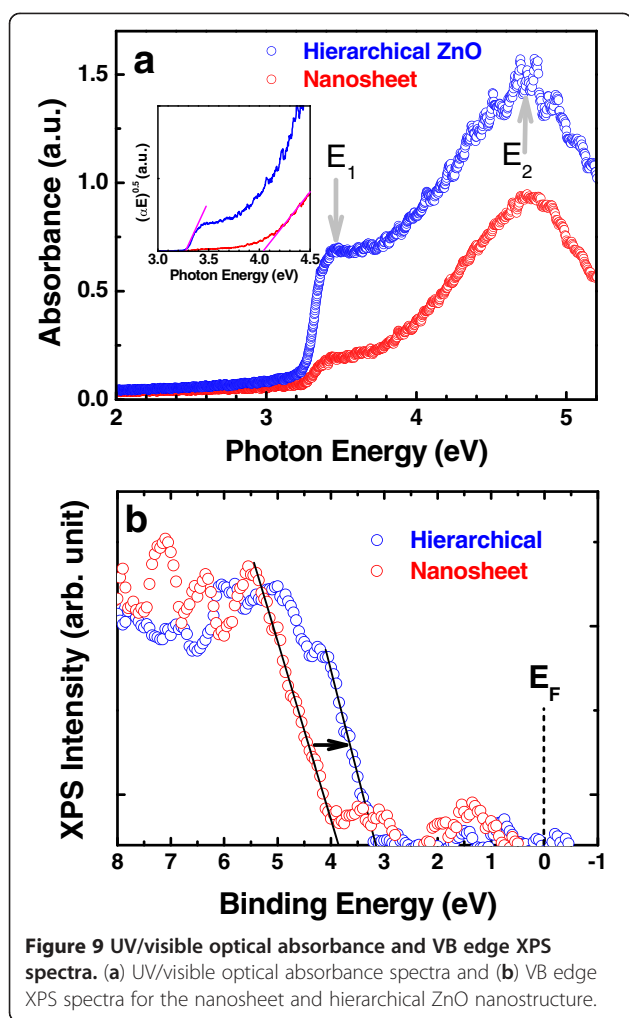 a
Hierarchical ZnO
Nanosheet
1.5
1.0
0.5
0.0
Absorbance (a.u.)
E1
E2
(αE)^0.5 (a.u.)
3.0 3.5 4.0 4.5
Photon Energy (eV)
2 3 4 5
Photon Energy (eV)
b
Hierarchical
Nanosheet
EF
XPS Intensity (arb. unit)
8 7 6 5 4 3 2 1 0 -1
Binding Energy (eV)
Figure 9 UV/visible optical absorbance and VB edge XPS
spectra. (a) UV/visible optical absorbance spectra and (b) VB edge
XPS spectra for the nanosheet and hierarchical ZnO nanostructure.